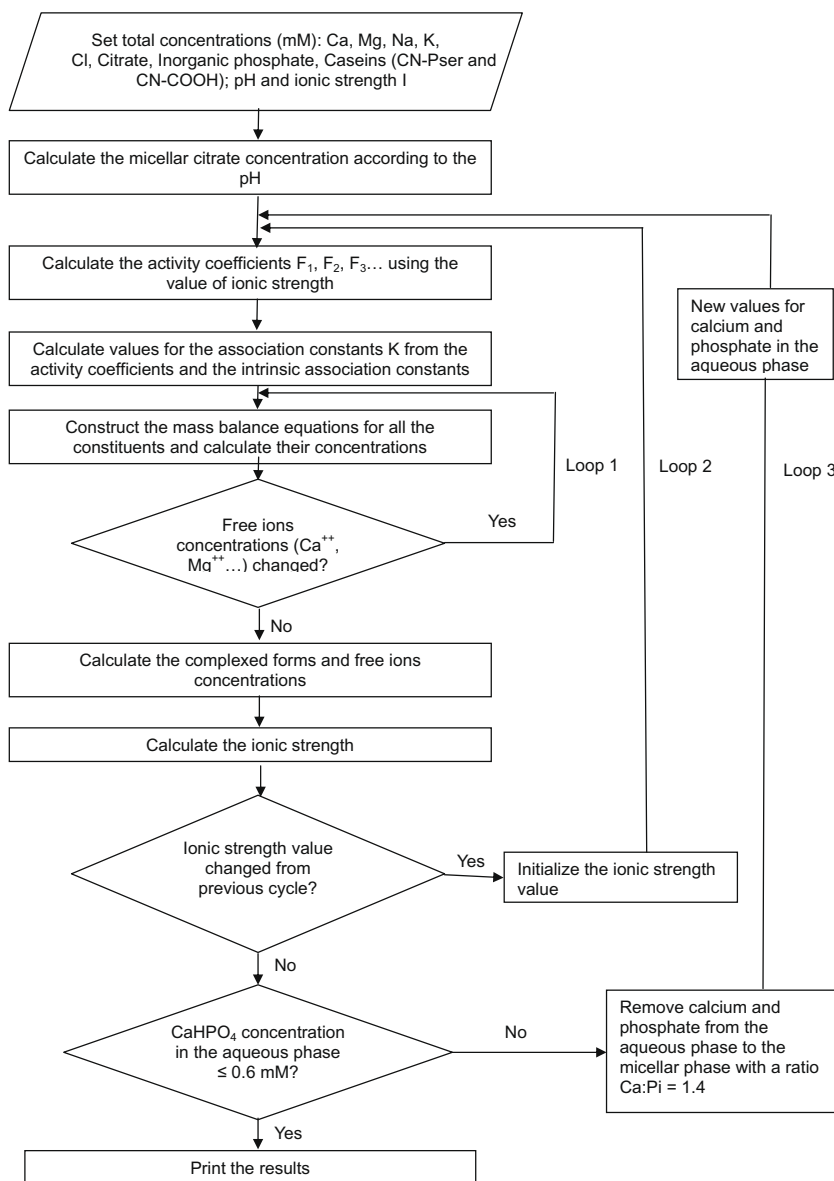 Set total concentrations (mM): Ca, Mg, Na, K,
Cl, Citrate, Inorganic phosphate, Caseins (CN-Pser and
CN-COOH); pH and ionic strength I
Calculate the micellar citrate concentration according to the
pH
Calculate the activity coefficients F₁, F₂, F₃... using the
value of ionic strength
Calculate values for the association constants K from the
activity coefficients and the intrinsic association constants
Construct the mass balance equations for all the
constituents and calculate their concentrations
Free ions
concentrations (Ca⁺⁺,
Mg⁺⁺...) changed?
Yes
Loop 1
No
Calculate the complexed forms and free ions
concentrations
Calculate the ionic strength
Ionic strength value
changed from
previous cycle?
Yes
Initialize the ionic strength
value
Loop 2
No
CaHPO₄ concentration
in the aqueous phase
≤ 0.6 mM?
No
Remove calcium and
phosphate from the
aqueous phase to the
micellar phase with a ratio
Ca:Pi = 1.4
Loop 3
New values for
calcium and
phosphate in the
aqueous phase
Yes
Print the results